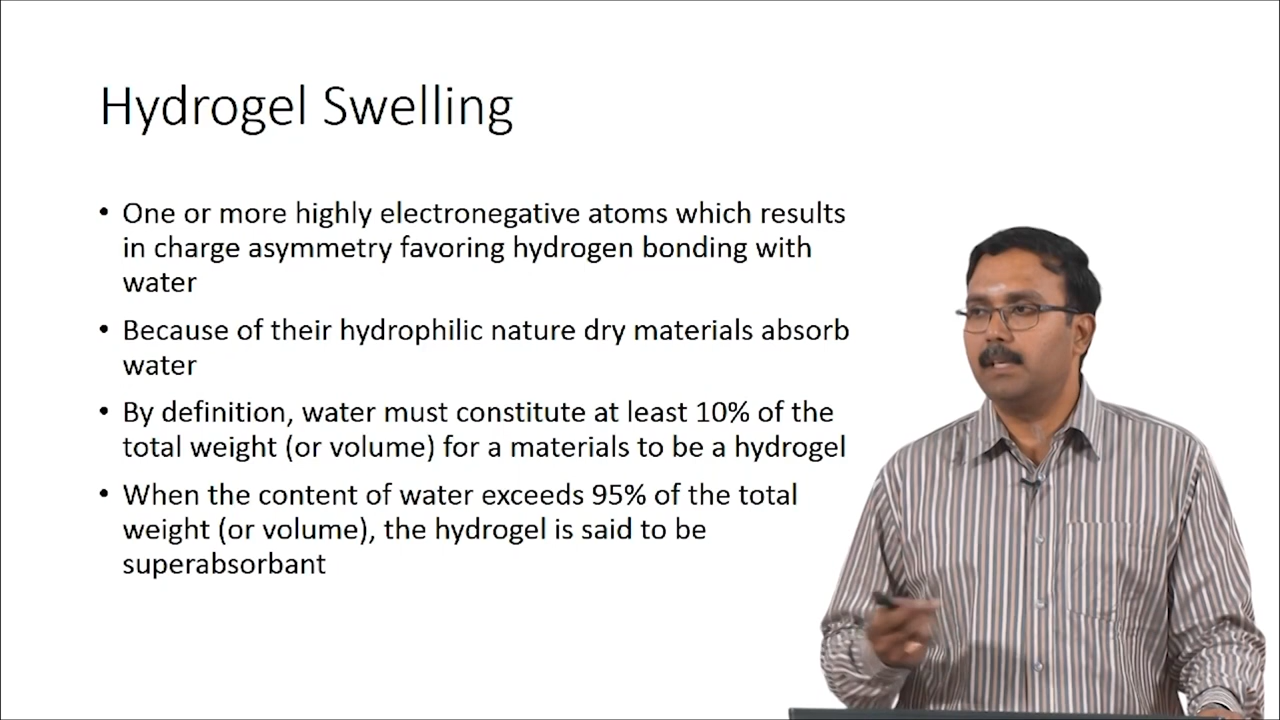 Hydrogel Swelling
• One or more highly electronegative atoms which results
in charge asymmetry favoring hydrogen bonding with
water
• Because of their hydrophilic nature dry materials absorb
water
• By definition, water must constitute at least 10% of the
total weight (or volume) for a materials to be a hydrogel
• When the content of water exceeds 95% of the total
weight (or volume), the hydrogel is said to be
superabsorbant